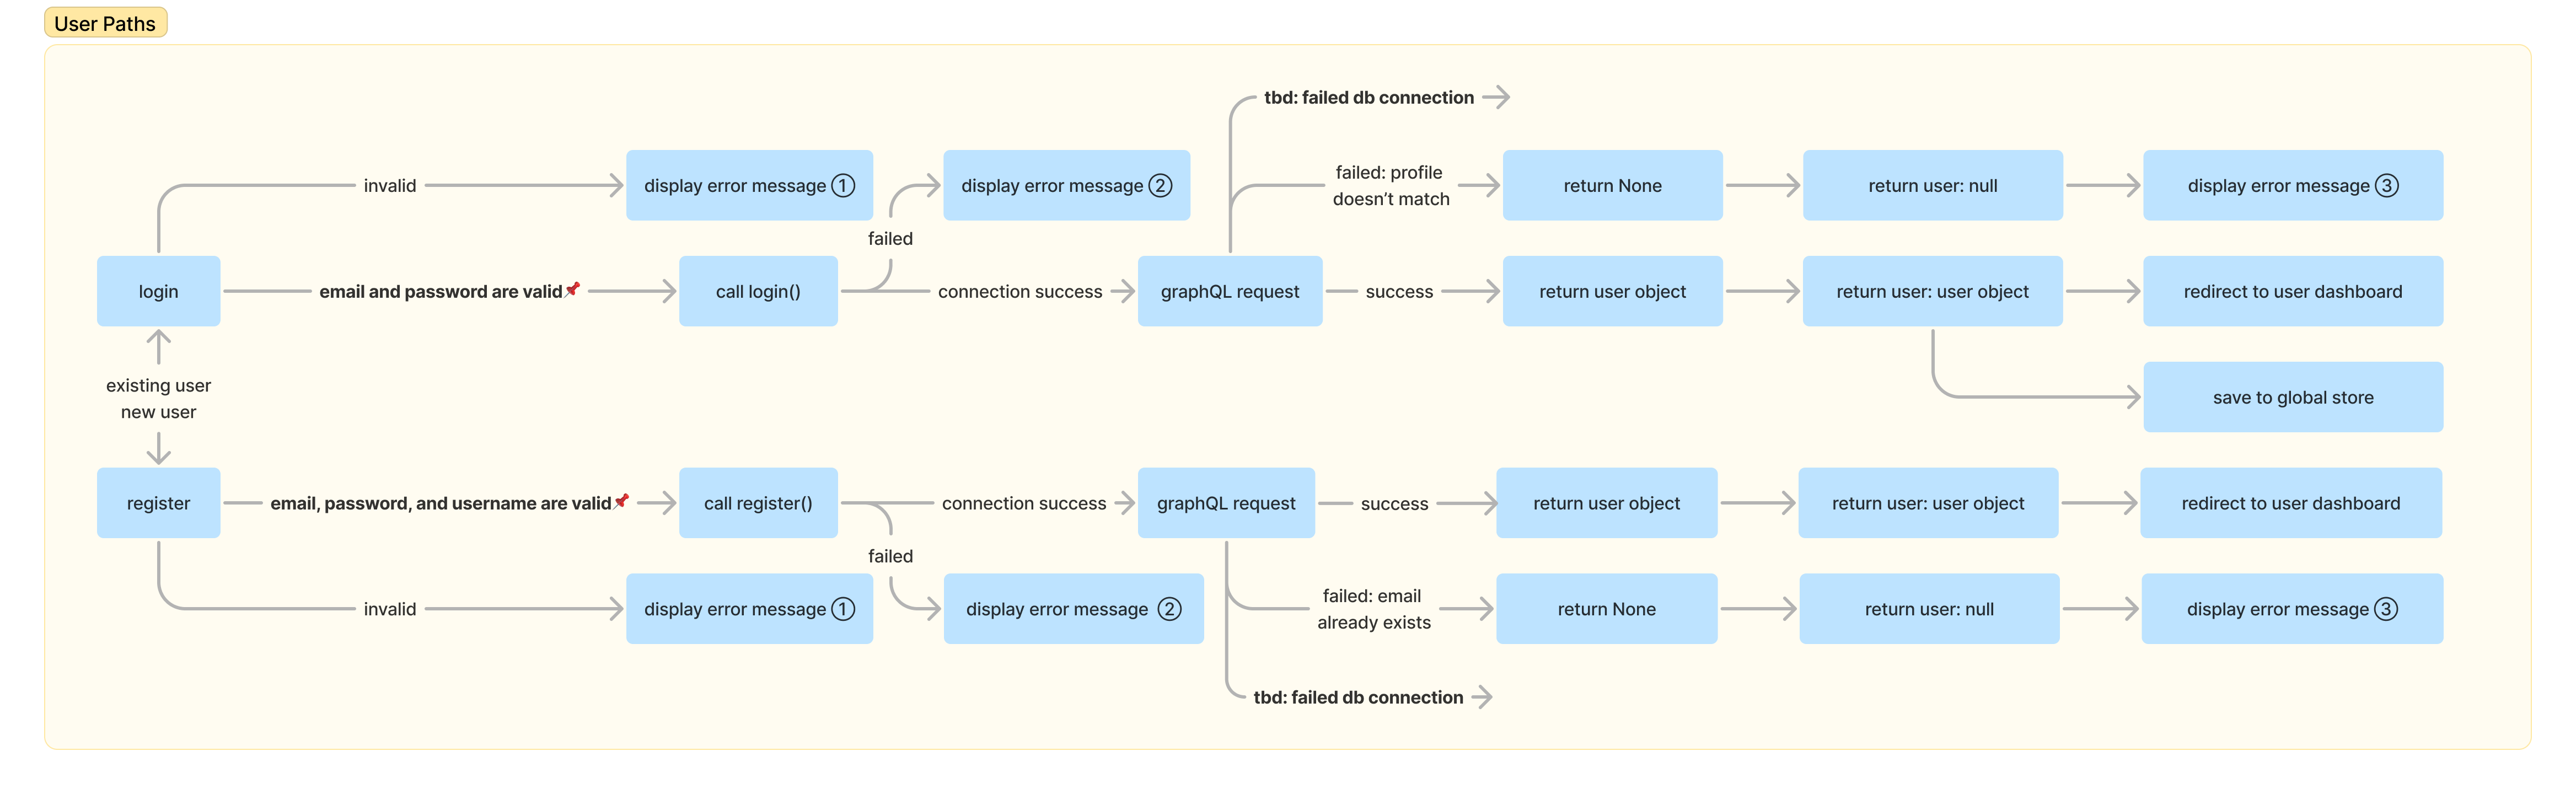 User Paths
tbd: failed db connection
invalid
display error message ①
display error message ②
failed: profile
doesn’t match
return None
return user: null
display error message ③
failed
login
email and password are valid📌
call login()
connection success
graphQL request
success
return user object
return user: user object
redirect to user dashboard
existing user
new user
save to global store
register
email, password, and username are valid📌
call register()
connection success
graphQL request
success
return user object
return user: user object
redirect to user dashboard
failed
invalid
display error message ①
display error message ②
failed: email
already exists
return None
return user: null
display error message ③
tbd: failed db connection